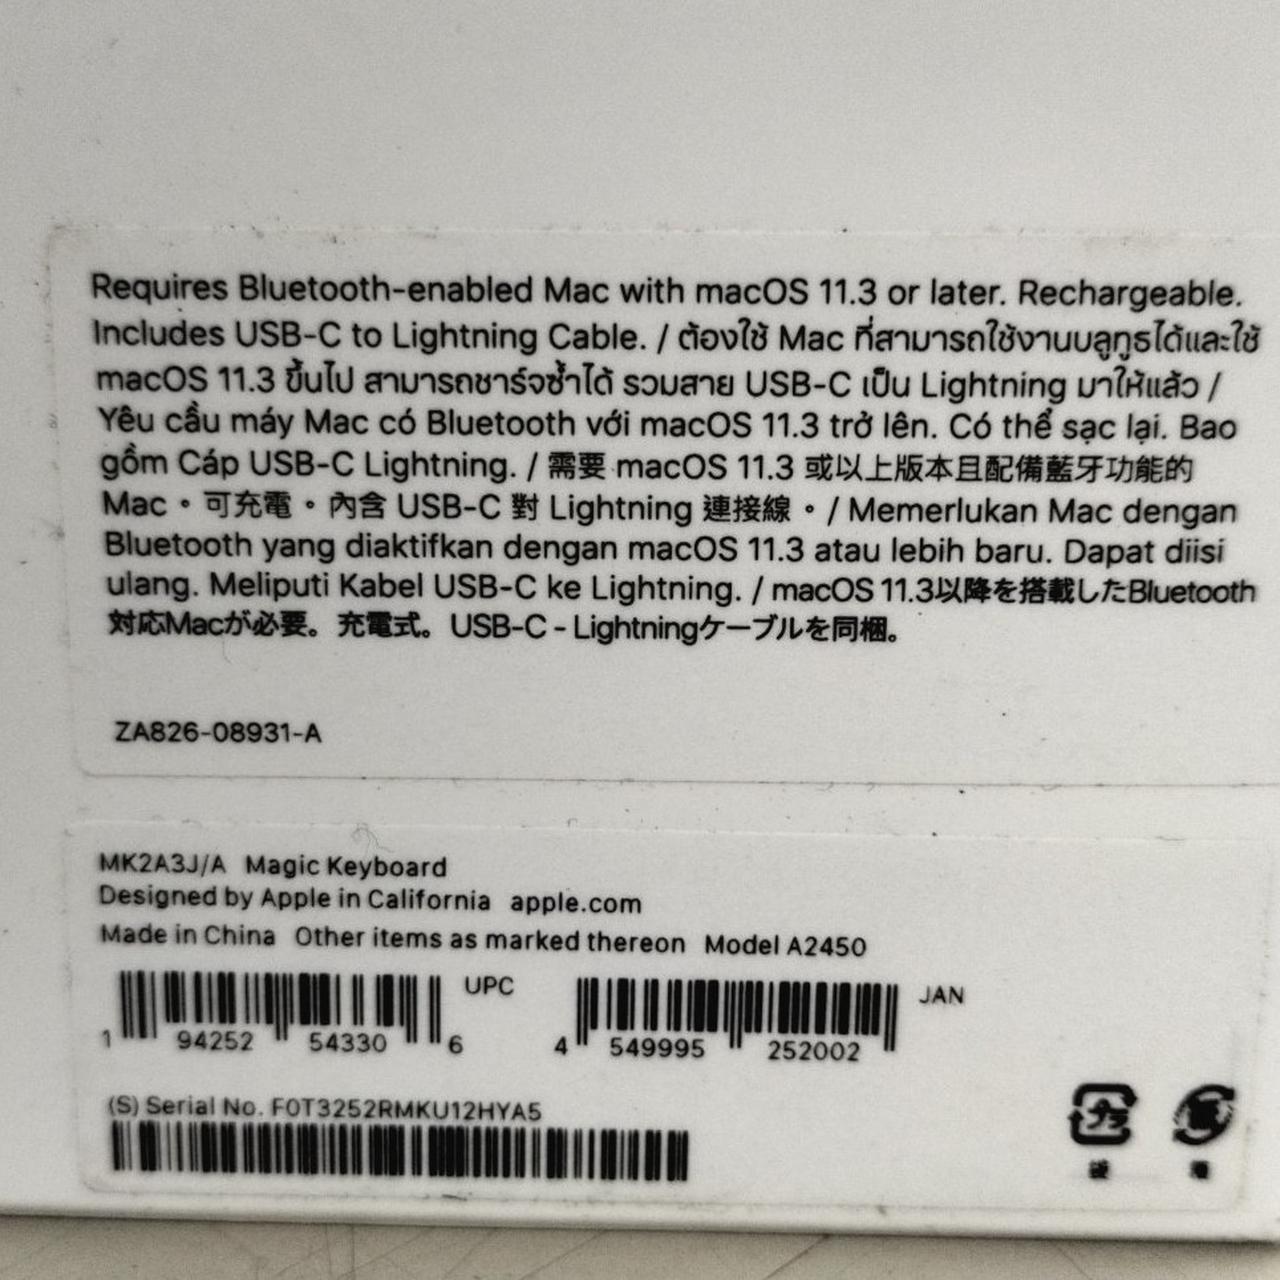 Requires Bluetooth-enabled Mac with macOS 11.3 or later. Rechargeable.
Includes USB-C to Lightning Cable. / ต้องใช้ Mac ที่สามารถใช้งานบลูทูธได้และใช้
macOS 11.3 ขึ้นไป สามารถชาร์จซ้ำได้ รวมสาย USB-C เป็น Lightning มาให้แล้ว /
Yêu cầu máy Mac có Bluetooth với macOS 11.3 trở lên. Có thể sạc lại. Bao
gồm Cáp USB-C Lightning. / 需要 macOS 11.3 或以上版本且配備藍牙功能的
Mac。可充電。內含 USB-C 對 Lightning 連接線。/ Memerlukan Mac dengan
Bluetooth yang diaktifkan dengan macOS 11.3 atau lebih baru. Dapat diisi
ulang. Meliputi Kabel USB-C ke Lightning. / macOS 11.3以降を搭載したBluetooth
対応Macが必要。充電式。USB-C - Lightningケーブルを同梱。
ZA826-08931-A
MK2A3J/A Magic Keyboard
Designed by Apple in California apple.com
Made in China Other items as marked thereon Model A2450
UPC JAN
1 94252 54330 6 4 549995 252002
(S) Serial No. F0T3252RMKU12HYA5
プラ